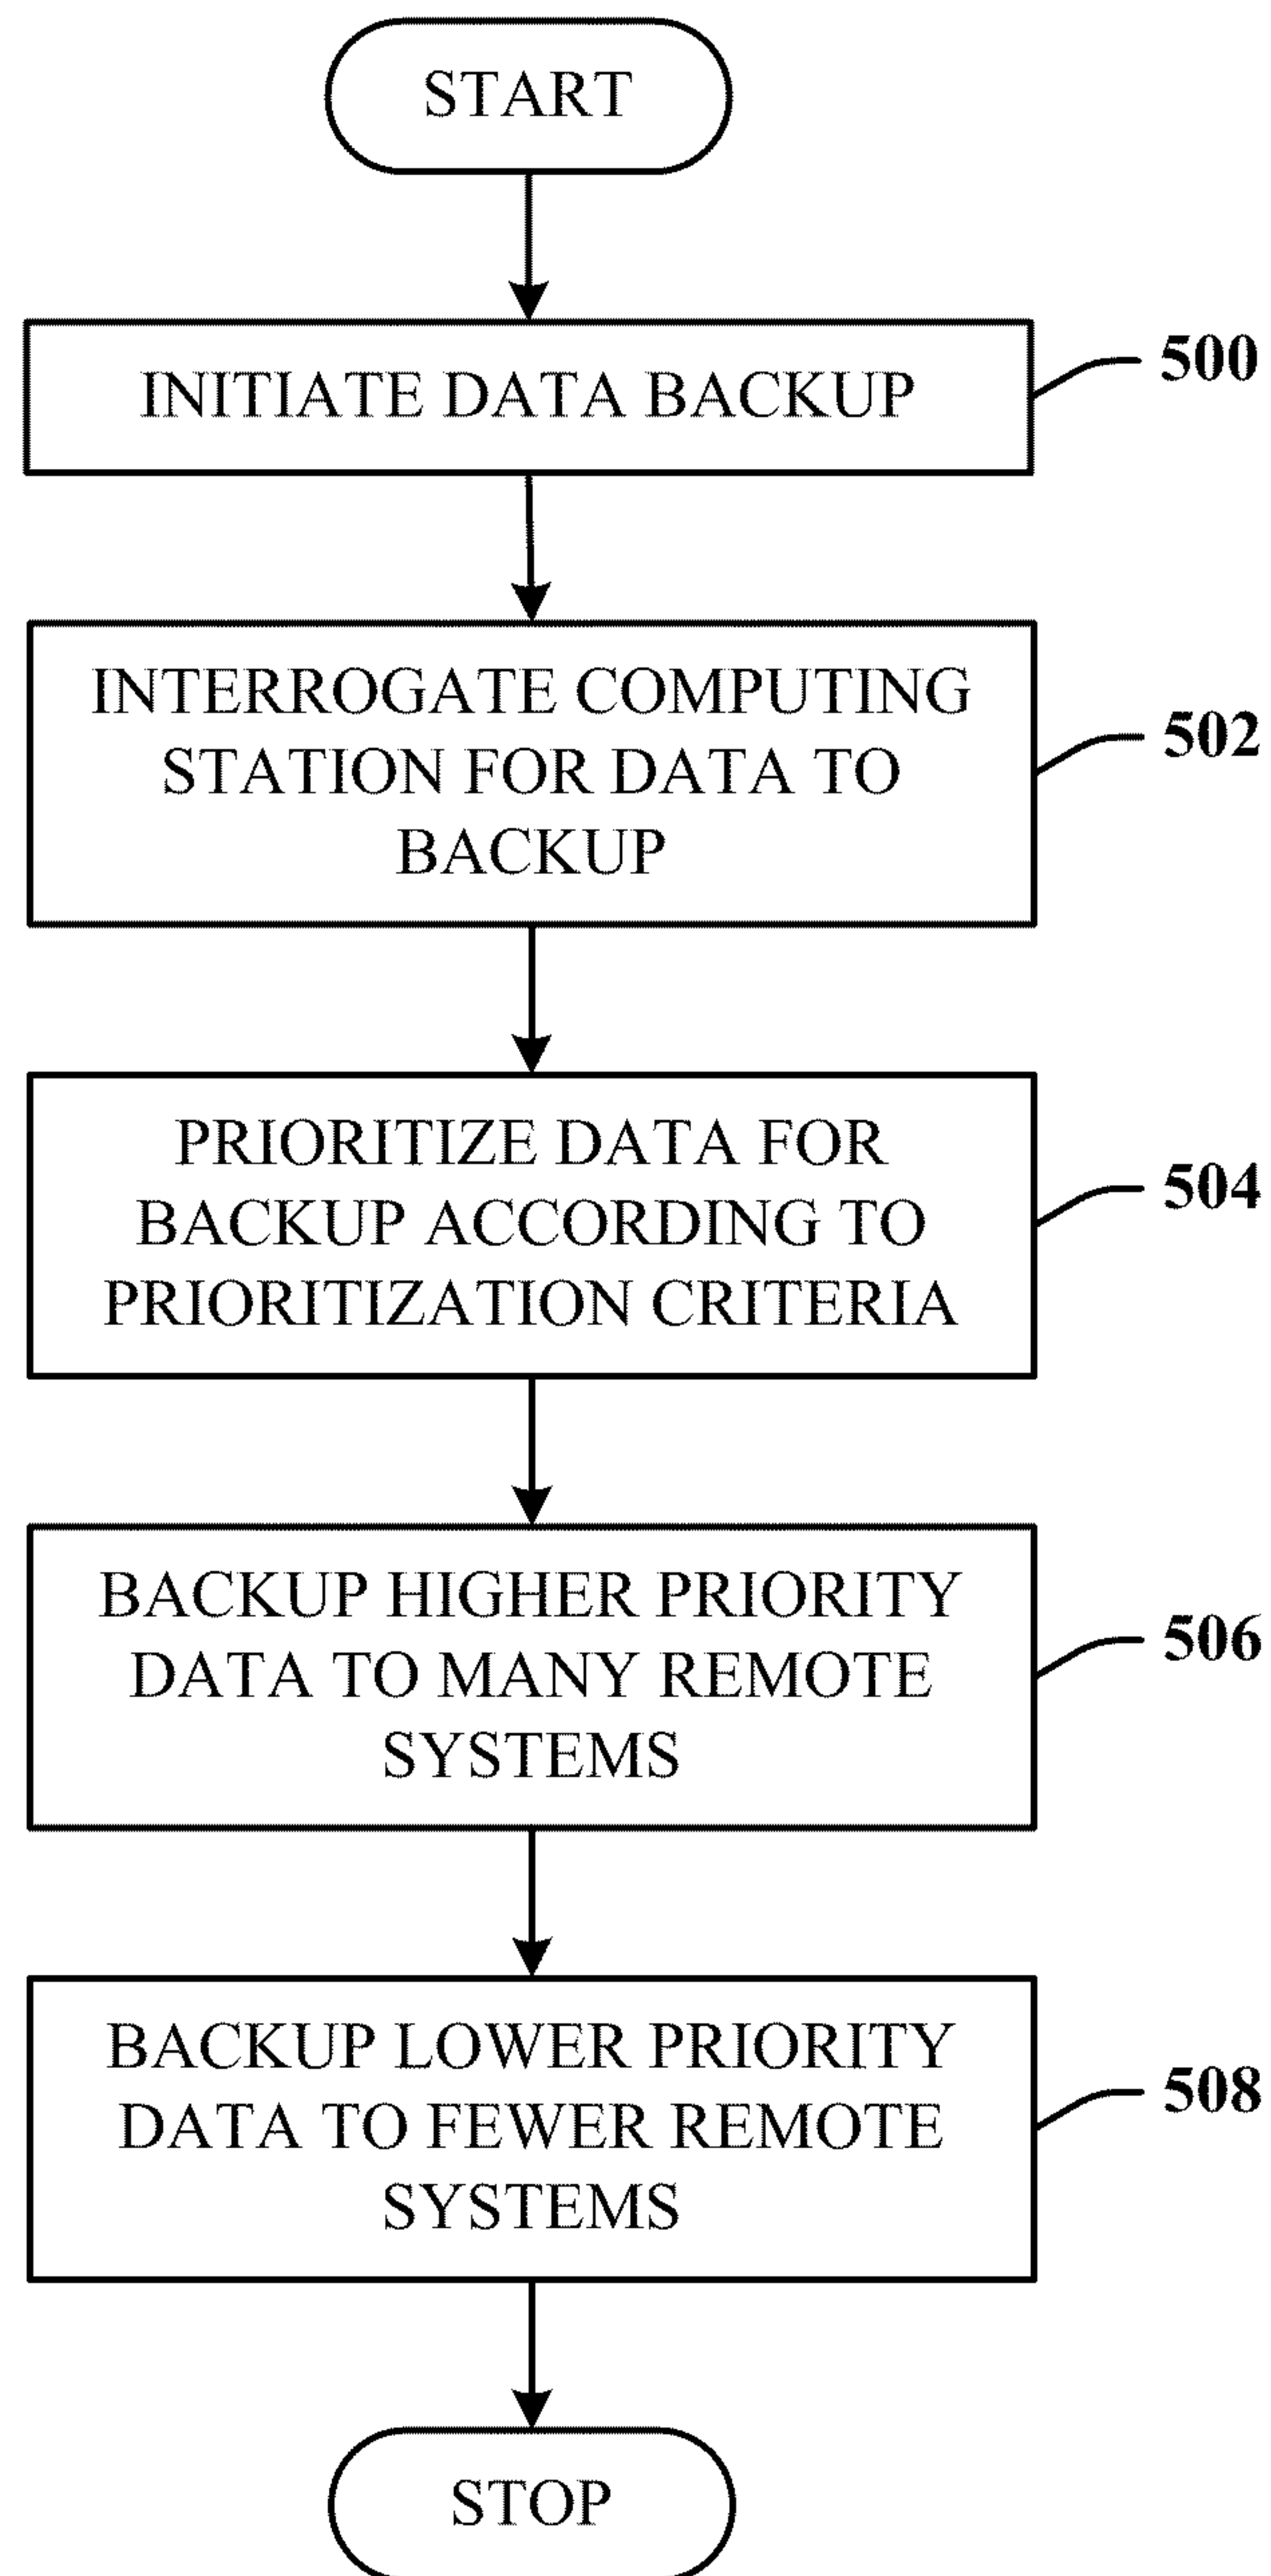 START
INITIATE DATA BACKUP
500
INTERROGATE COMPUTING
STATION FOR DATA TO
BACKUP
502
PRIORITIZE DATA FOR
BACKUP ACCORDING TO
PRIORITIZATION CRITERIA
504
BACKUP HIGHER PRIORITY
DATA TO MANY REMOTE
SYSTEMS
506
BACKUP LOWER PRIORITY
DATA TO FEWER REMOTE
SYSTEMS
508
STOP